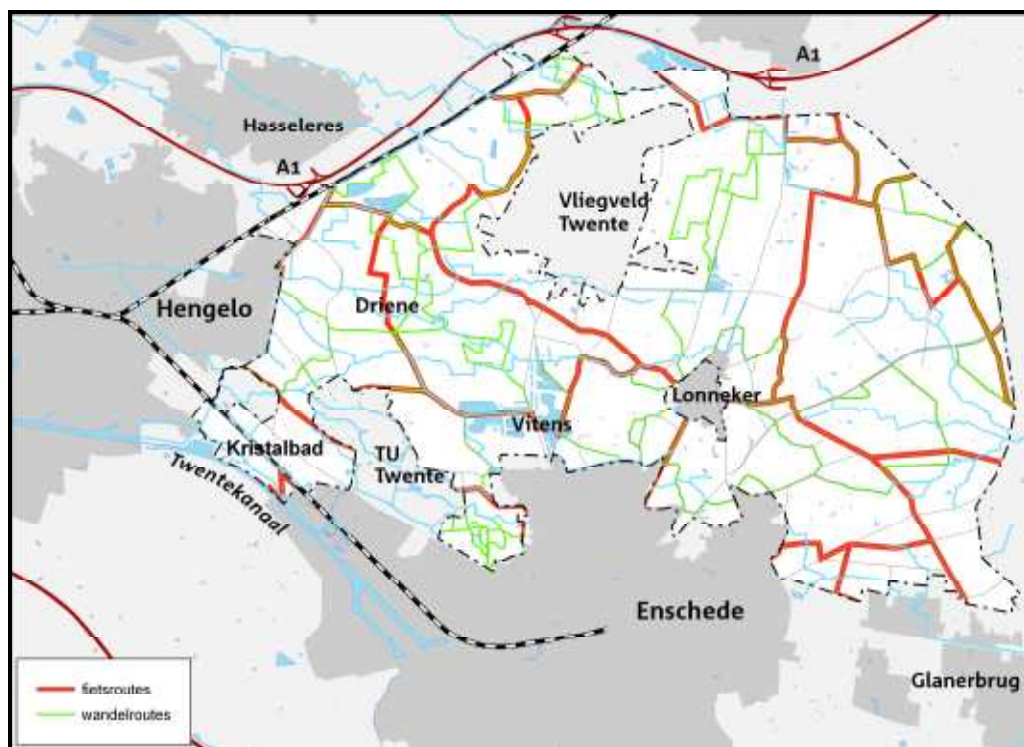 A1
Hasseleres
A1
Vliegveld
Twente
Hengelo
Driene
Lonneker
Vitens
Kristalbad
TU
Twente
Twentekanaal
Enschede
Glanerbrug
fietsroutes
wandelroutes